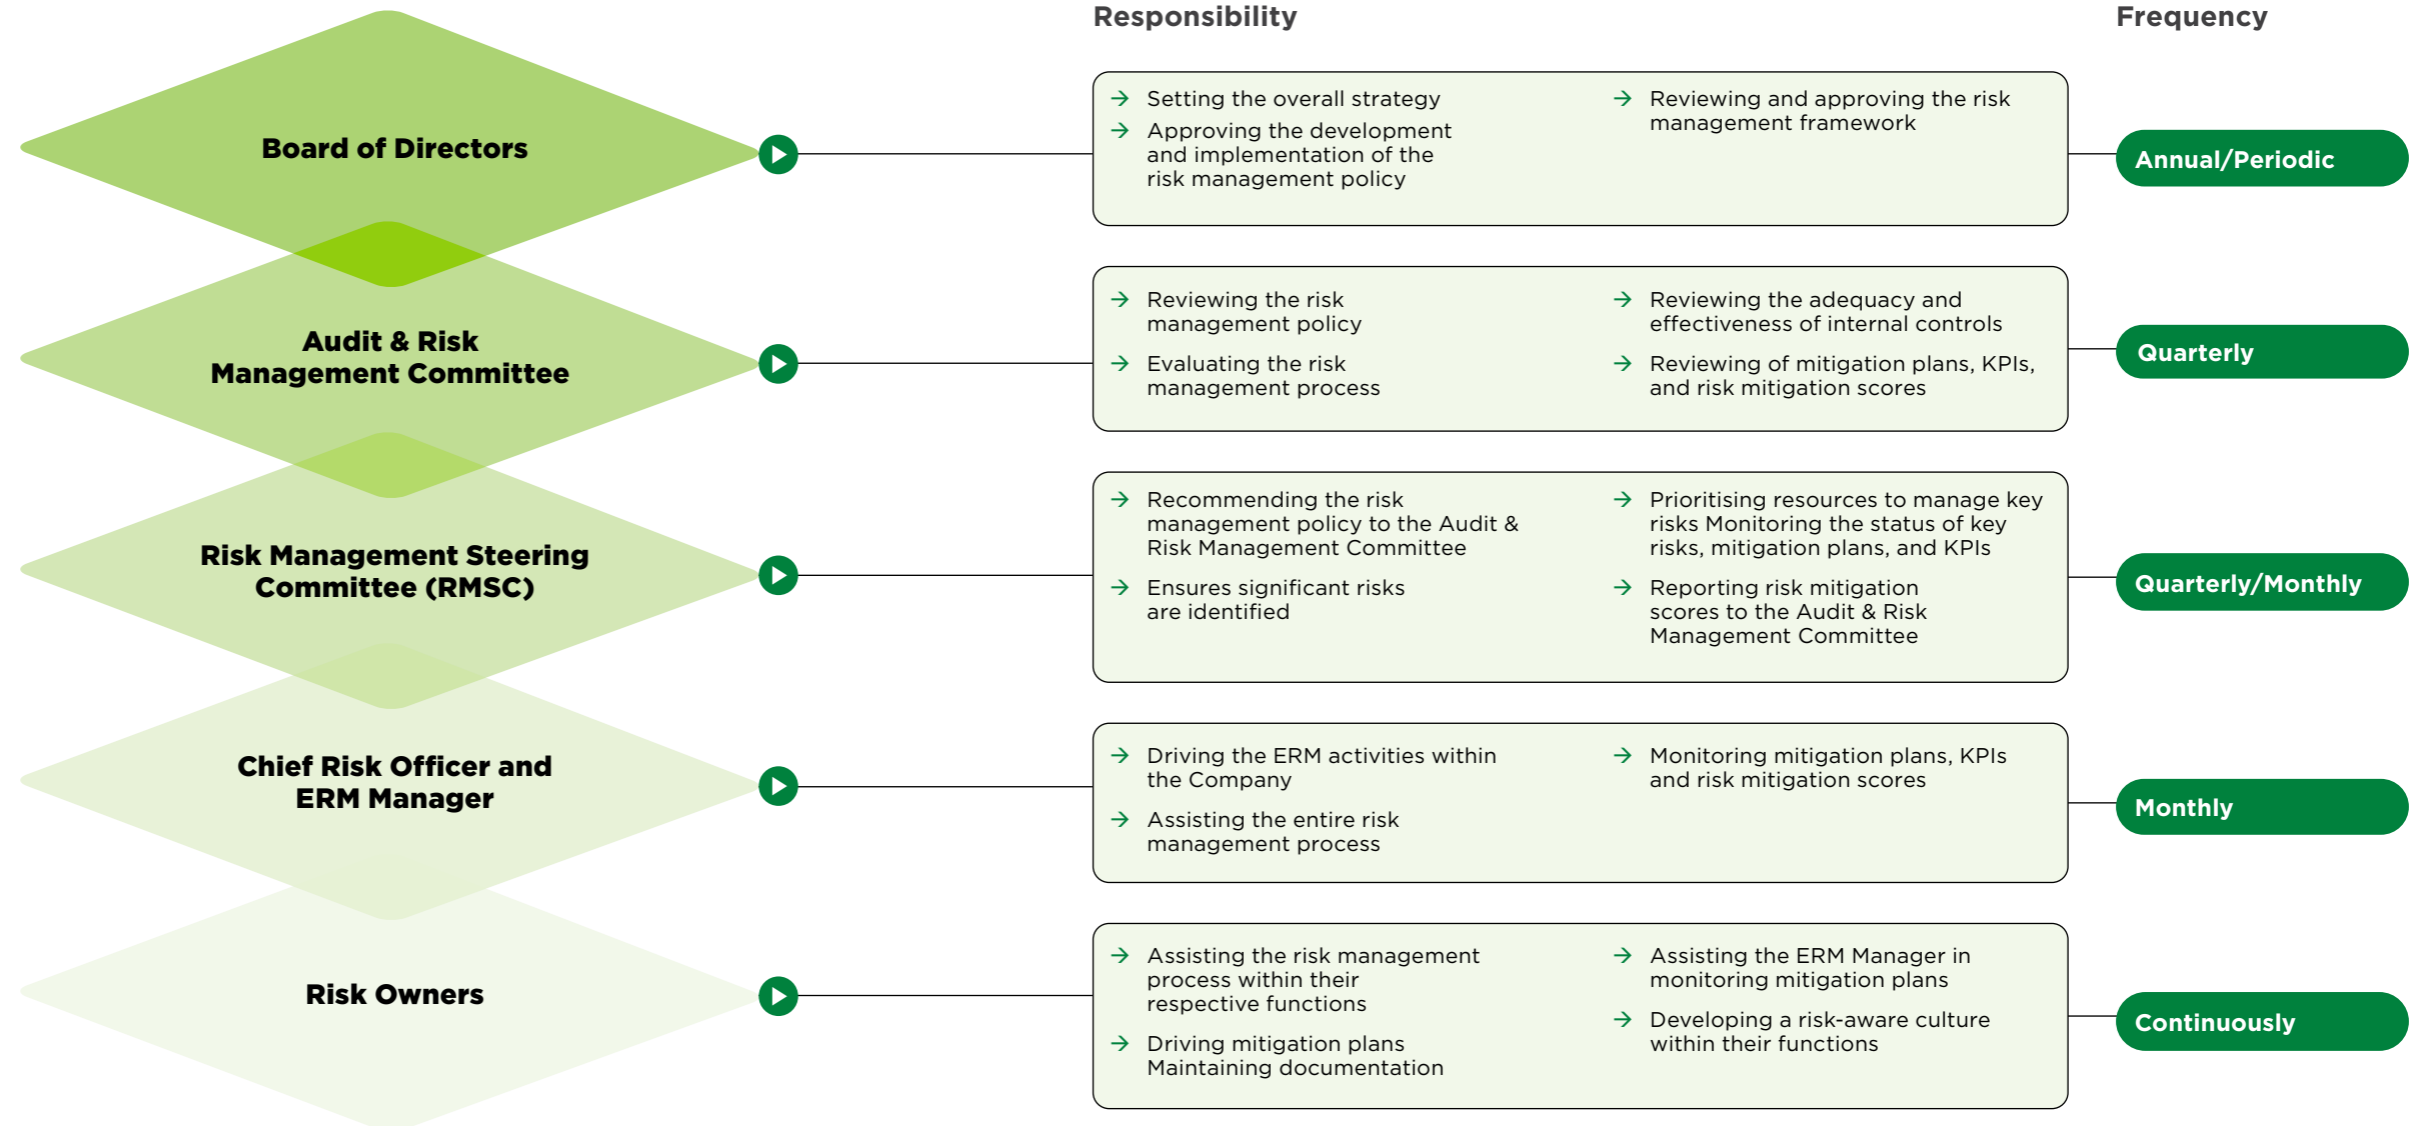 Responsibility
Frequency
Board of Directors
Setting the overall strategy
Approving the development
and implementation of the
risk management policy
Reviewing and approving the risk
management framework
Annual/Periodic
Audit & Risk
Management Committee
Reviewing the risk
management policy
Evaluating the risk
management process
Reviewing the adequacy and
effectiveness of internal controls
Reviewing of mitigation plans, KPIs,
and risk mitigation scores
Quarterly
Risk Management Steering
Committee (RMSC)
Recommending the risk
management policy to the Audit &
Risk Management Committee
Ensures significant risks
are identified
Prioritising resources to manage key
risks Monitoring the status of key
risks, mitigation plans, and KPIs
Reporting risk mitigation
scores to the Audit & Risk
Management Committee
Quarterly/Monthly
Chief Risk Officer and
ERM Manager
Driving the ERM activities within
the Company
Assisting the entire risk
management process
Monitoring mitigation plans, KPIs
and risk mitigation scores
Monthly
Risk Owners
Assisting the risk management
process within their
respective functions
Driving mitigation plans
Maintaining documentation
Assisting the ERM Manager in
monitoring mitigation plans
Developing a risk-aware culture
within their functions
Continuously